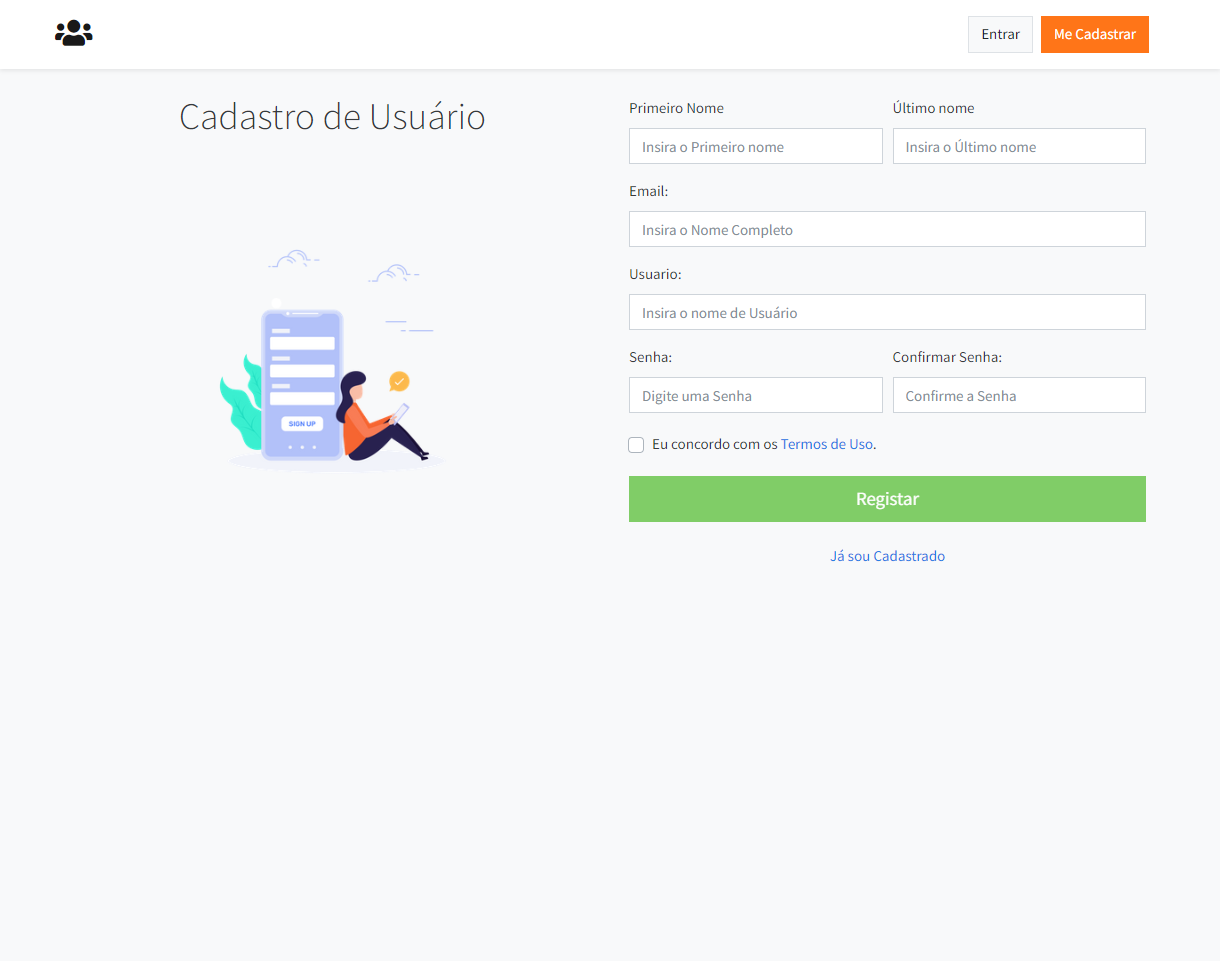 Entrar
Me Cadastrar
Cadastro de Usuário
SIGN UP
Primeiro Nome
Último nome
Insira o Primeiro nome
Insira o Último nome
Email:
Insira o Nome Completo
Usuario:
Insira o nome de Usuário
Senha:
Confirmar Senha:
Digite uma Senha
Confirme a Senha
Eu concordo com os Termos de Uso.
Registar
Já sou Cadastrado